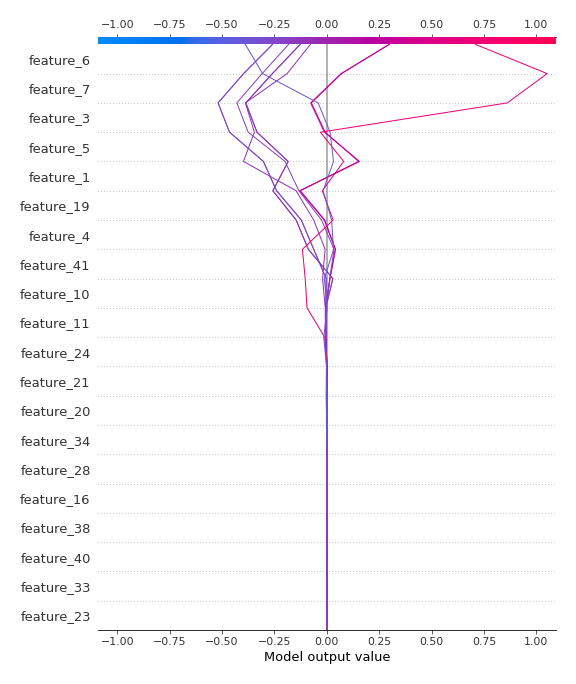 −1.00 −0.75 −0.50 −0.25 0.00 0.25 0.50 0.75 1.00
feature_6
feature_7
feature_3
feature_5
feature_1
feature_19
feature_4
feature_41
feature_10
feature_11
feature_24
feature_21
feature_20
feature_34
feature_28
feature_16
feature_38
feature_40
feature_33
feature_23
−1.00 −0.75 −0.50 −0.25 0.00 0.25 0.50 0.75 1.00
Model output value